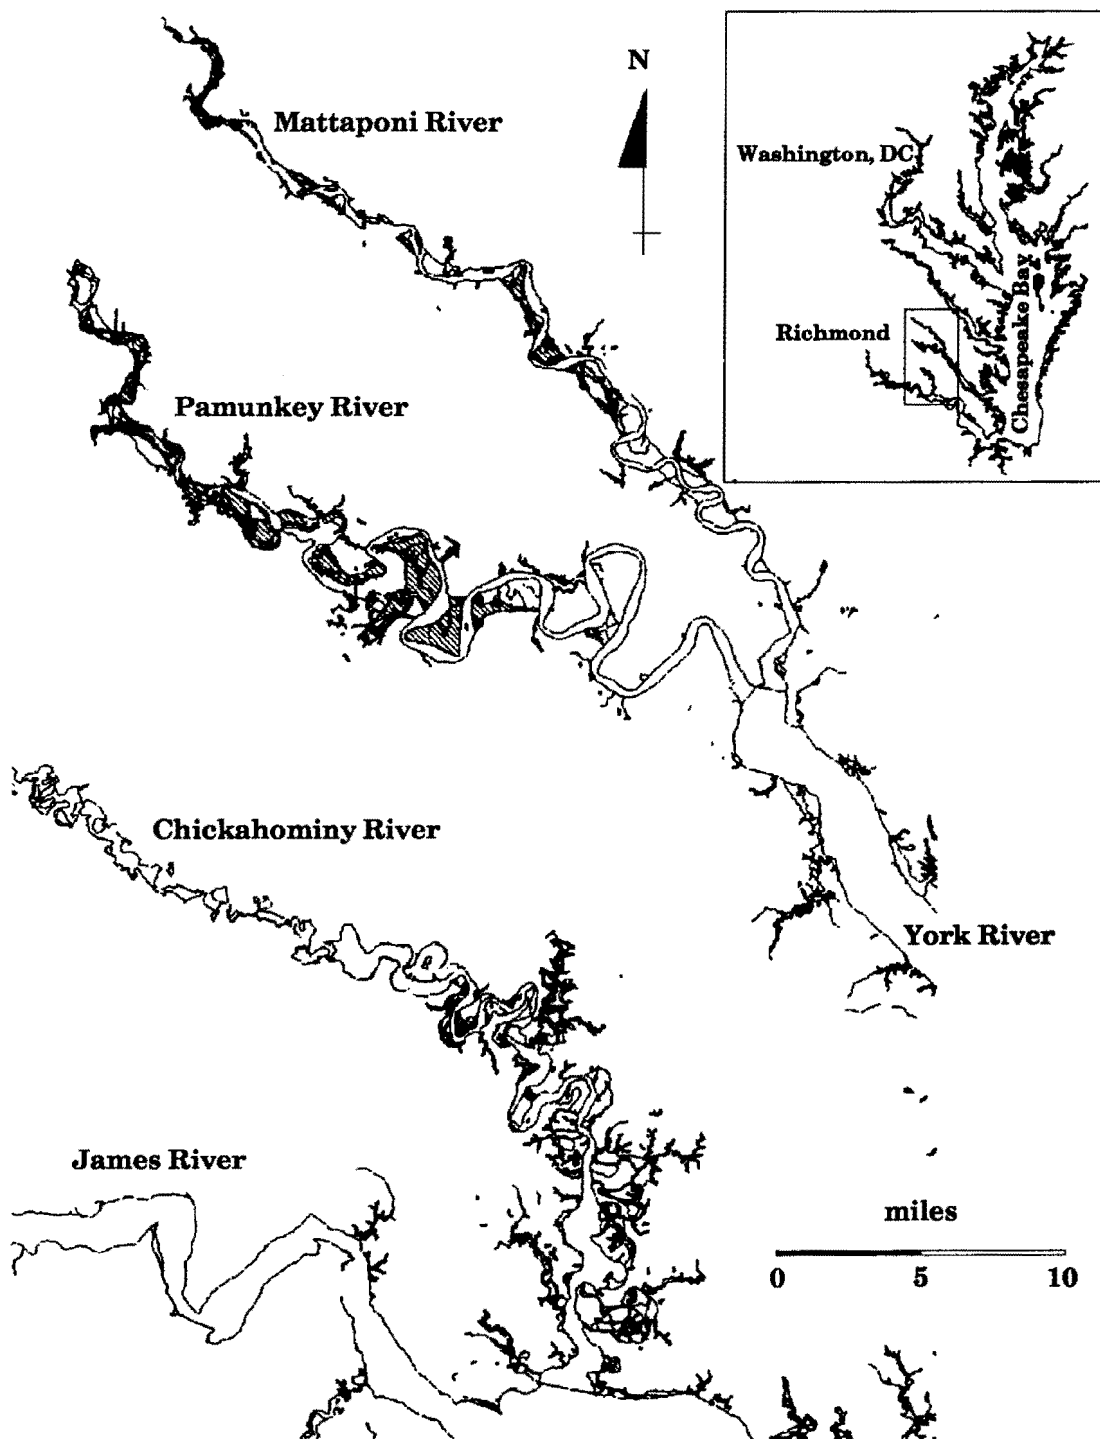 N
Mattaponi River
Washington, DC
Richmond
Chesapeake Bay
Pamunkey River
Chickahominy River
York River
James River
miles
0 5 10